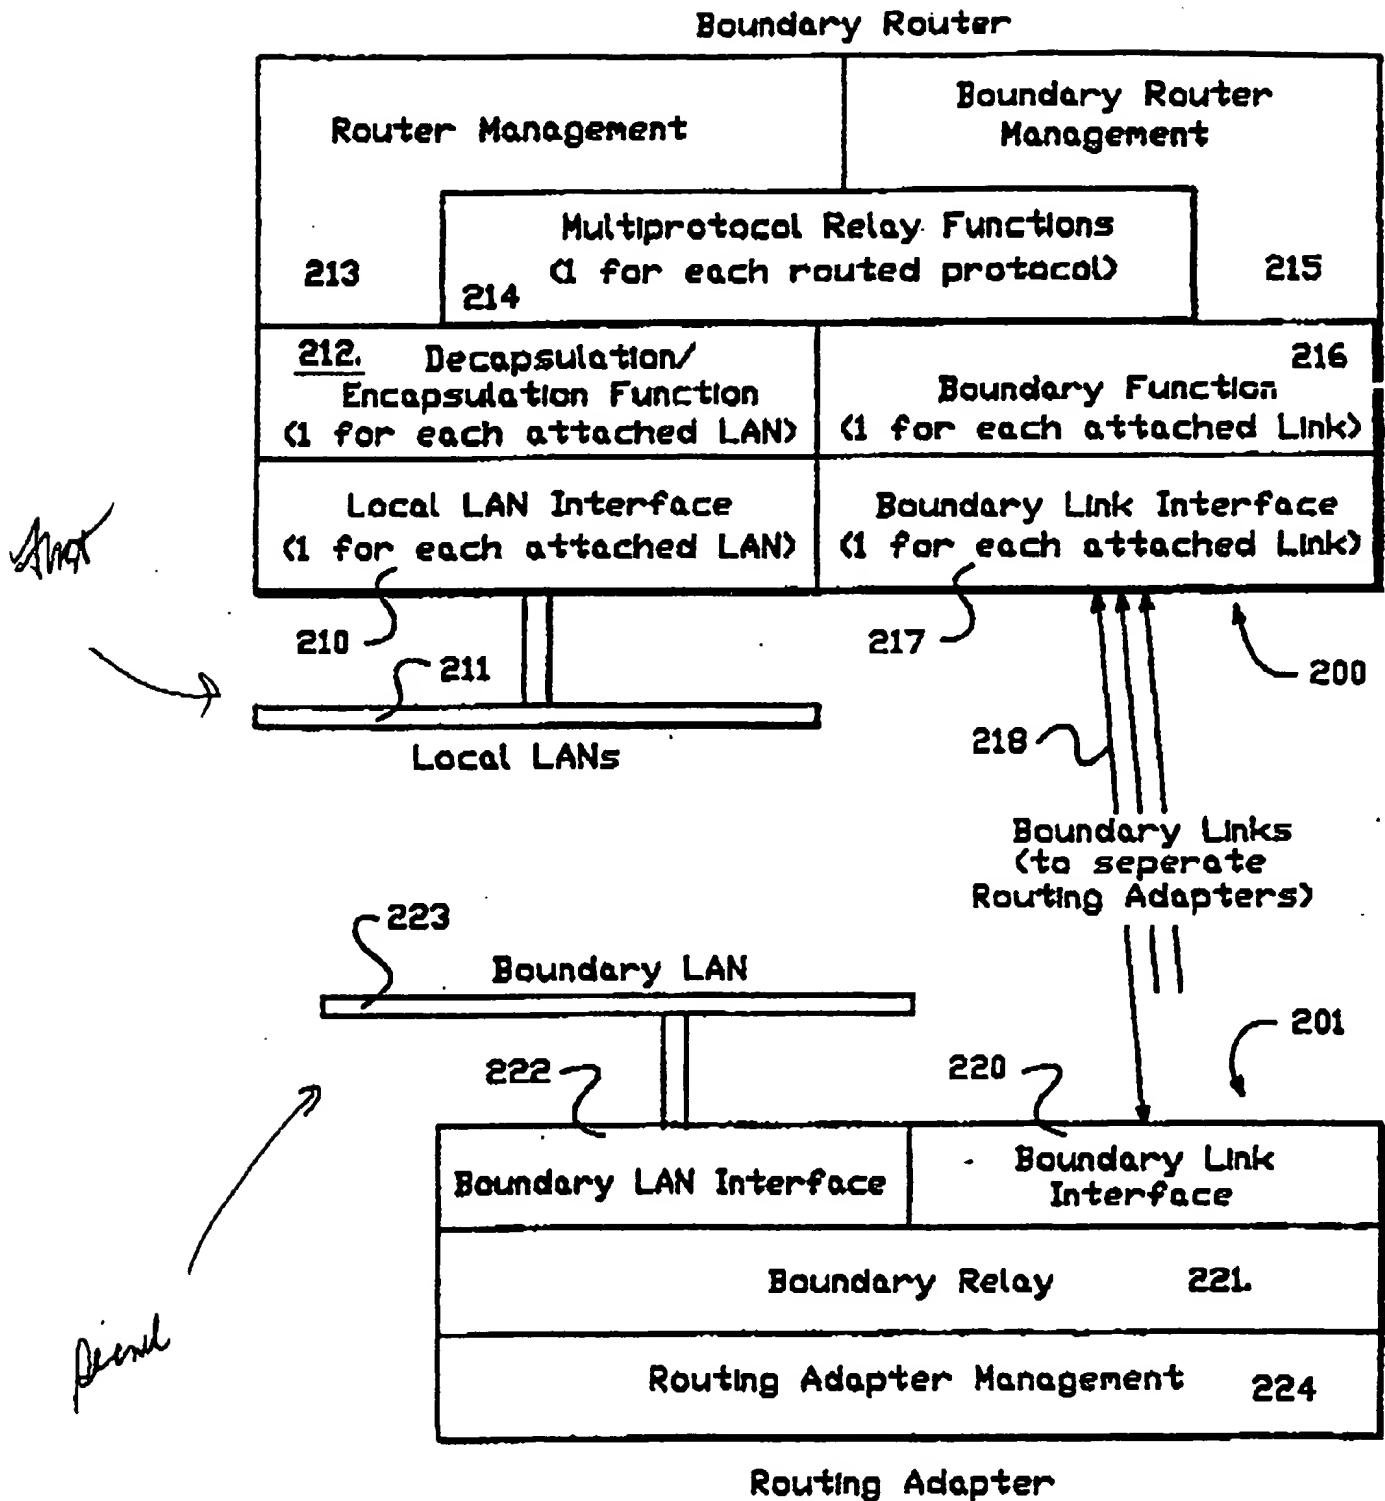 Boundary Router
Router Management
Boundary Router
Management
Multiprotocol Relay Functions
(1 for each routed protocol)
213
214
215
212. Decapsulation/
Encapsulation Function
(1 for each attached LAN)
216
Boundary Function
(1 for each attached Link)
Local LAN Interface
(1 for each attached LAN)
Boundary Link Interface
(1 for each attached Link)
210
211
217
200
218
Local LANs
Boundary Links
(to seperate
Routing Adapters)
223
Boundary LAN
222
220
201
Boundary LAN Interface
Boundary Link
Interface
Boundary Relay 221.
Routing Adapter Management 224
Routing Adapter